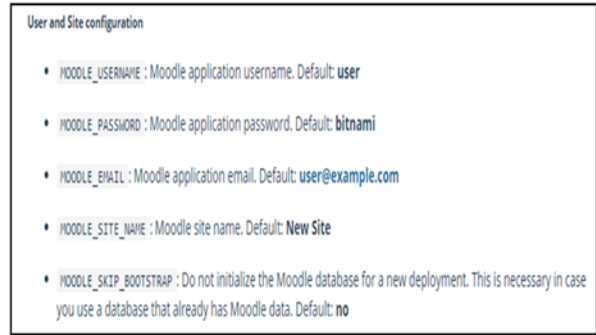 User and Site configuration
• MOODLE_USERNAME : Moodle application username. Default: user
• MOODLE_PASSWORD : Moodle application password. Default: bitnami
• MOODLE_EMAIL : Moodle application email. Default: user@example.com
• MOODLE_SITE_NAME : Moodle site name. Default: New Site
• MOODLE_SKIP_BOOTSTRAP : Do not initialize the Moodle database for a new deployment. This is necessary in case
you use a database that already has Moodle data. Default: no